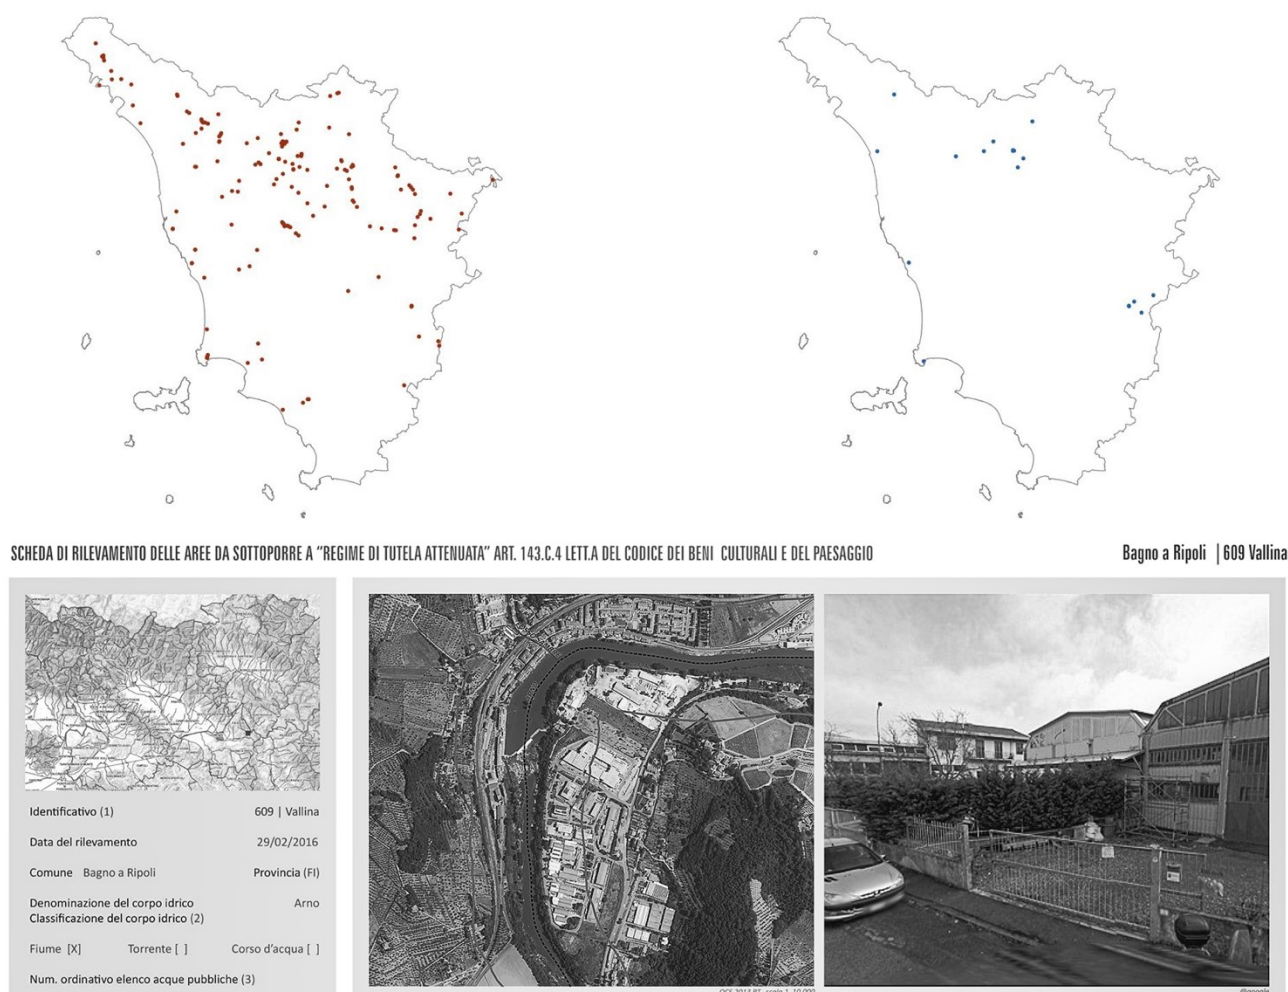 SCHEDA DI RILEVAMENTO DELLE AREE DA SOTTOPORRE A “REGIME DI TUTELA ATTENUATA” ART. 143.C.4 LETT.A DEL CODICE DEI BENI CULTURALI E DEL PAESAGGIO
Bagno a Ripoli | 609 Vallina
Identificativo (1) 609 | Vallina
Data del rilevamento 29/02/2016
Comune Bagno a Ripoli Provincia (FI)
Denominazione del corpo idrico Arno
Classificazione del corpo idrico (2)
Fiume [X] Torrente [ ] Corso d’acqua [ ]
Num. ordinativo elenco acque pubbliche (3)